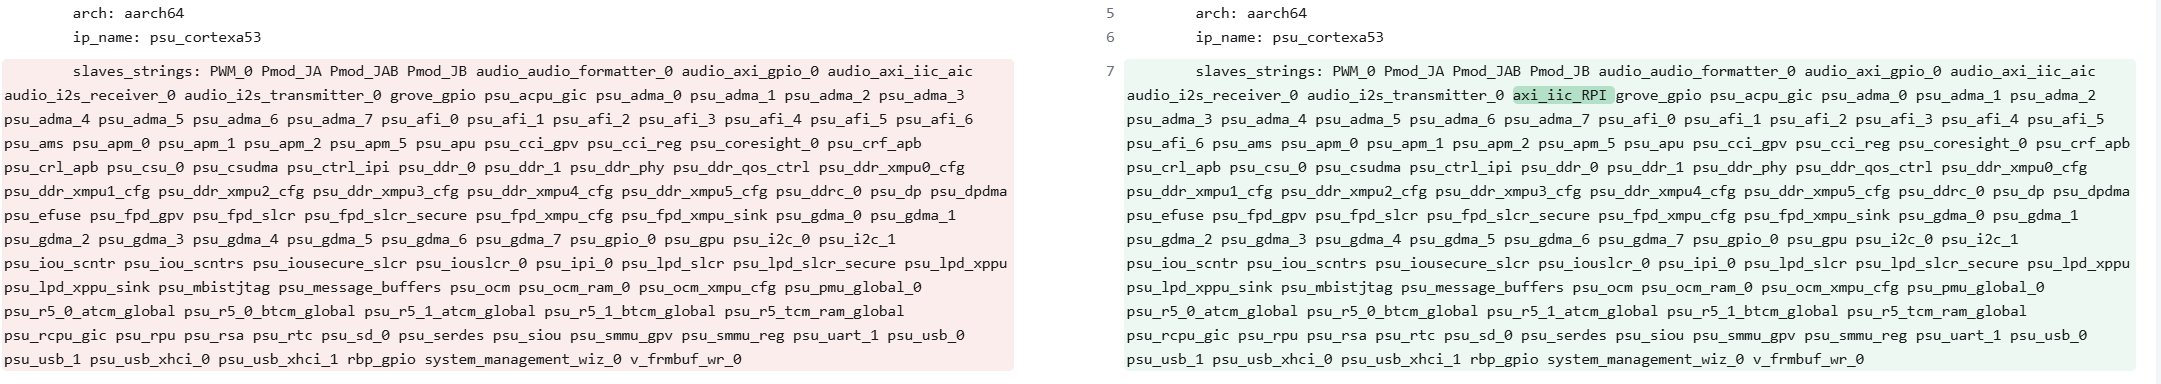 arch: aarch64
ip_name: psu_cortexa53
slaves_strings: PWM_0 Pmod_JA Pmod_JAB Pmod_JB audio_audio_formatter_0 audio_axi_gpio_0 audio_axi_iic_aic
audio_i2s_receiver_0 audio_i2s_transmitter_0 grove_gpio psu_acpu_gic psu_adma_0 psu_adma_1 psu_adma_2 psu_adma_3
psu_adma_4 psu_adma_5 psu_adma_6 psu_adma_7 psu_afi_0 psu_afi_1 psu_afi_2 psu_afi_3 psu_afi_4 psu_afi_5 psu_afi_6
psu_ams psu_apm_0 psu_apm_1 psu_apm_2 psu_apm_5 psu_apu psu_cci_gpv psu_cci_reg psu_coresight_0 psu_crf_apb
psu_crl_apb psu_csu_0 psu_csudma psu_ctrl_ipi psu_ddr_0 psu_ddr_1 psu_ddr_phy psu_ddr_qos_ctrl psu_ddr_xmpu0_cfg
psu_ddr_xmpu1_cfg psu_ddr_xmpu2_cfg psu_ddr_xmpu3_cfg psu_ddr_xmpu4_cfg psu_ddr_xmpu5_cfg psu_ddrc_0 psu_dp psu_dpdma
psu_efuse psu_fpd_gpv psu_fpd_slcr psu_fpd_slcr_secure psu_fpd_xmpu_cfg psu_fpd_xmpu_sink psu_gdma_0 psu_gdma_1
psu_gdma_2 psu_gdma_3 psu_gdma_4 psu_gdma_5 psu_gdma_6 psu_gdma_7 psu_gpio_0 psu_gpu psu_i2c_0 psu_i2c_1
psu_iou_scntr psu_iou_scntrs psu_iousecure_slcr psu_iouslcr_0 psu_ipi_0 psu_lpd_slcr psu_lpd_slcr_secure psu_lpd_xppu
psu_lpd_xppu_sink psu_mbistjtag psu_message_buffers psu_ocm psu_ocm_ram_0 psu_ocm_xmpu_cfg psu_pmu_global_0
psu_r5_0_atcm_global psu_r5_0_btcm_global psu_r5_1_atcm_global psu_r5_1_btcm_global psu_r5_tcm_ram_global
psu_rcpu_gic psu_rpu psu_rsa psu_rtc psu_sd_0 psu_serdes psu_siou psu_smmu_gpv psu_smmu_reg psu_uart_1 psu_usb_0
psu_usb_1 psu_usb_xhci_0 psu_usb_xhci_1 rbp_gpio system_management_wiz_0 v_frmbuf_wr_0
5 arch: aarch64
6 ip_name: psu_cortexa53
7 slaves_strings: PWM_0 Pmod_JA Pmod_JAB Pmod_JB audio_audio_formatter_0 audio_axi_gpio_0 audio_axi_iic_aic
audio_i2s_receiver_0 audio_i2s_transmitter_0 axi_iic_RPI grove_gpio psu_acpu_gic psu_adma_0 psu_adma_1 psu_adma_2
psu_adma_3 psu_adma_4 psu_adma_5 psu_adma_6 psu_adma_7 psu_afi_0 psu_afi_1 psu_afi_2 psu_afi_3 psu_afi_4 psu_afi_5
psu_afi_6 psu_ams psu_apm_0 psu_apm_1 psu_apm_2 psu_apm_5 psu_apu psu_cci_gpv psu_cci_reg psu_coresight_0 psu_crf_apb
psu_crl_apb psu_csu_0 psu_csudma psu_ctrl_ipi psu_ddr_0 psu_ddr_1 psu_ddr_phy psu_ddr_qos_ctrl psu_ddr_xmpu0_cfg
psu_ddr_xmpu1_cfg psu_ddr_xmpu2_cfg psu_ddr_xmpu3_cfg psu_ddr_xmpu4_cfg psu_ddr_xmpu5_cfg psu_ddrc_0 psu_dp psu_dpdma
psu_efuse psu_fpd_gpv psu_fpd_slcr psu_fpd_slcr_secure psu_fpd_xmpu_cfg psu_fpd_xmpu_sink psu_gdma_0 psu_gdma_1
psu_gdma_2 psu_gdma_3 psu_gdma_4 psu_gdma_5 psu_gdma_6 psu_gdma_7 psu_gpio_0 psu_gpu psu_i2c_0 psu_i2c_1
psu_iou_scntr psu_iou_scntrs psu_iousecure_slcr psu_iouslcr_0 psu_ipi_0 psu_lpd_slcr psu_lpd_slcr_secure psu_lpd_xppu
psu_lpd_xppu_sink psu_mbistjtag psu_message_buffers psu_ocm psu_ocm_ram_0 psu_ocm_xmpu_cfg psu_pmu_global_0
psu_r5_0_atcm_global psu_r5_0_btcm_global psu_r5_1_atcm_global psu_r5_1_btcm_global psu_r5_tcm_ram_global
psu_rcpu_gic psu_rpu psu_rsa psu_rtc psu_sd_0 psu_serdes psu_siou psu_smmu_gpv psu_smmu_reg psu_uart_1 psu_usb_0
psu_usb_1 psu_usb_xhci_0 psu_usb_xhci_1 rbp_gpio system_management_wiz_0 v_frmbuf_wr_0